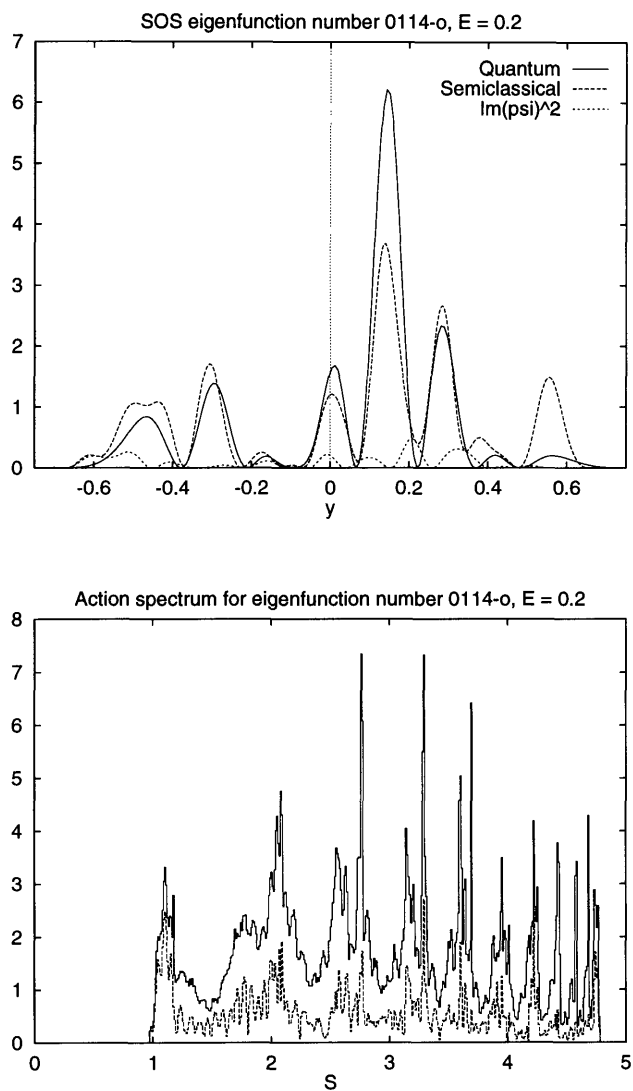 SOS eigenfunction number 0114-o, E = 0.2
7
6
5
4
3
2
1
0
Quantum
Semiclassical
Im(psi)^2
-0.6 -0.4 -0.2 0 0.2 0.4 0.6
y
Action spectrum for eigenfunction number 0114-o, E = 0.2
8
7
6
5
4
3
2
1
0
0 1 2 3 4 5
S